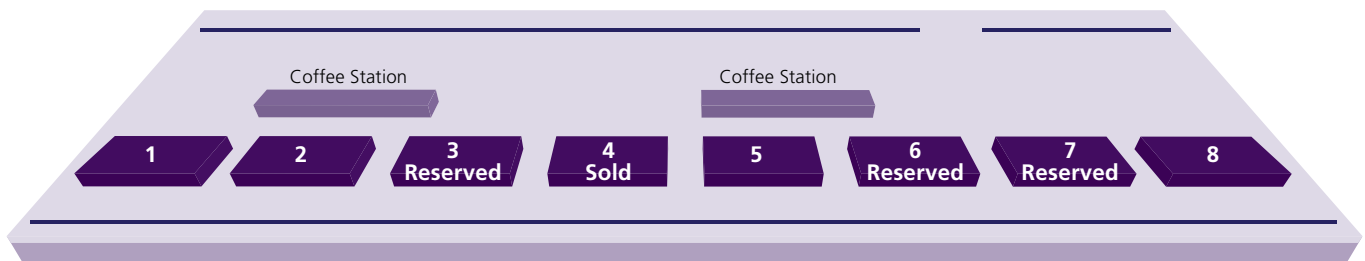 Coffee Station
Coffee Station
1
2
3
Reserved
4
Sold
5
6
Reserved
7
Reserved
8